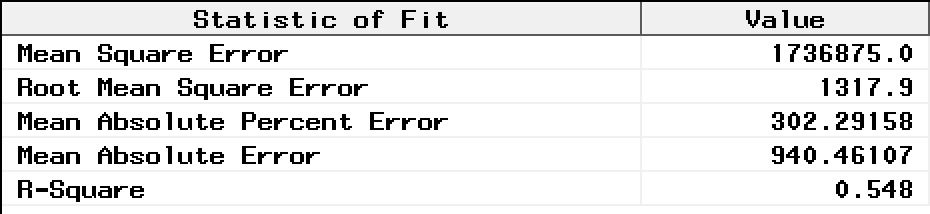 Statistic of Fit Value
Mean Square Error 1736875.0
Root Mean Square Error 1317.9
Mean Absolute Percent Error 302.29158
Mean Absolute Error 940.46107
R-Square 0.548